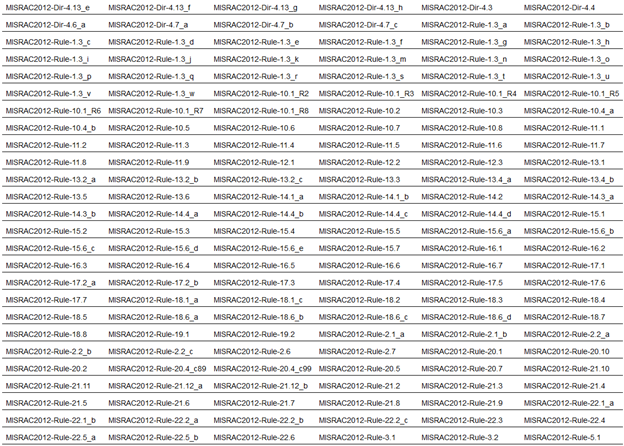 MISRAC2012-Dir-4.13_e MISRAC2012-Dir-4.13_f MISRAC2012-Dir-4.13_g MISRAC2012-Dir-4.13_h MISRAC2012-Dir-4.3 MISRAC2012-Dir-4.4
MISRAC2012-Dir-4.6_a MISRAC2012-Dir-4.7_a MISRAC2012-Dir-4.7_b MISRAC2012-Dir-4.7_c MISRAC2012-Rule-1.3_a MISRAC2012-Rule-1.3_b
MISRAC2012-Rule-1.3_c MISRAC2012-Rule-1.3_d MISRAC2012-Rule-1.3_e MISRAC2012-Rule-1.3_f MISRAC2012-Rule-1.3_g MISRAC2012-Rule-1.3_h
MISRAC2012-Rule-1.3_i MISRAC2012-Rule-1.3_j MISRAC2012-Rule-1.3_k MISRAC2012-Rule-1.3_m MISRAC2012-Rule-1.3_n MISRAC2012-Rule-1.3_o
MISRAC2012-Rule-1.3_p MISRAC2012-Rule-1.3_q MISRAC2012-Rule-1.3_r MISRAC2012-Rule-1.3_s MISRAC2012-Rule-1.3_t MISRAC2012-Rule-1.3_u
MISRAC2012-Rule-1.3_v MISRAC2012-Rule-1.3_w MISRAC2012-Rule-10.1_R2 MISRAC2012-Rule-10.1_R3 MISRAC2012-Rule-10.1_R4 MISRAC2012-Rule-10.1_R5
MISRAC2012-Rule-10.1_R6 MISRAC2012-Rule-10.1_R7 MISRAC2012-Rule-10.1_R8 MISRAC2012-Rule-10.2 MISRAC2012-Rule-10.3 MISRAC2012-Rule-10.4_a
MISRAC2012-Rule-10.4_b MISRAC2012-Rule-10.5 MISRAC2012-Rule-10.6 MISRAC2012-Rule-10.7 MISRAC2012-Rule-10.8 MISRAC2012-Rule-11.1
MISRAC2012-Rule-11.2 MISRAC2012-Rule-11.3 MISRAC2012-Rule-11.4 MISRAC2012-Rule-11.5 MISRAC2012-Rule-11.6 MISRAC2012-Rule-11.7
MISRAC2012-Rule-11.8 MISRAC2012-Rule-11.9 MISRAC2012-Rule-12.1 MISRAC2012-Rule-12.2 MISRAC2012-Rule-12.3 MISRAC2012-Rule-13.1
MISRAC2012-Rule-13.2_a MISRAC2012-Rule-13.2_b MISRAC2012-Rule-13.2_c MISRAC2012-Rule-13.3 MISRAC2012-Rule-13.4_a MISRAC2012-Rule-13.4_b
MISRAC2012-Rule-13.5 MISRAC2012-Rule-13.6 MISRAC2012-Rule-14.1_a MISRAC2012-Rule-14.1_b MISRAC2012-Rule-14.2 MISRAC2012-Rule-14.3_a
MISRAC2012-Rule-14.3_b MISRAC2012-Rule-14.4_a MISRAC2012-Rule-14.4_b MISRAC2012-Rule-14.4_c MISRAC2012-Rule-14.4_d MISRAC2012-Rule-15.1
MISRAC2012-Rule-15.2 MISRAC2012-Rule-15.3 MISRAC2012-Rule-15.4 MISRAC2012-Rule-15.5 MISRAC2012-Rule-15.6_a MISRAC2012-Rule-15.6_b
MISRAC2012-Rule-15.6_c MISRAC2012-Rule-15.6_d MISRAC2012-Rule-15.6_e MISRAC2012-Rule-15.7 MISRAC2012-Rule-16.1 MISRAC2012-Rule-16.2
MISRAC2012-Rule-16.3 MISRAC2012-Rule-16.4 MISRAC2012-Rule-16.5 MISRAC2012-Rule-16.6 MISRAC2012-Rule-16.7 MISRAC2012-Rule-17.1
MISRAC2012-Rule-17.2_a MISRAC2012-Rule-17.2_b MISRAC2012-Rule-17.3 MISRAC2012-Rule-17.4 MISRAC2012-Rule-17.5 MISRAC2012-Rule-17.6
MISRAC2012-Rule-17.7 MISRAC2012-Rule-18.1_a MISRAC2012-Rule-18.1_c MISRAC2012-Rule-18.2 MISRAC2012-Rule-18.3 MISRAC2012-Rule-18.4
MISRAC2012-Rule-18.5 MISRAC2012-Rule-18.6_a MISRAC2012-Rule-18.6_b MISRAC2012-Rule-18.6_c MISRAC2012-Rule-18.6_d MISRAC2012-Rule-18.7
MISRAC2012-Rule-18.8 MISRAC2012-Rule-19.1 MISRAC2012-Rule-19.2 MISRAC2012-Rule-2.1_a MISRAC2012-Rule-2.1_b MISRAC2012-Rule-2.2_a
MISRAC2012-Rule-2.2_b MISRAC2012-Rule-2.2_c MISRAC2012-Rule-2.6 MISRAC2012-Rule-2.7 MISRAC2012-Rule-20.1 MISRAC2012-Rule-20.10
MISRAC2012-Rule-20.2 MISRAC2012-Rule-20.4_c89 MISRAC2012-Rule-20.4_c99 MISRAC2012-Rule-20.5 MISRAC2012-Rule-20.7 MISRAC2012-Rule-21.10
MISRAC2012-Rule-21.11 MISRAC2012-Rule-21.12_a MISRAC2012-Rule-21.12_b MISRAC2012-Rule-21.2 MISRAC2012-Rule-21.3 MISRAC2012-Rule-21.4
MISRAC2012-Rule-21.5 MISRAC2012-Rule-21.6 MISRAC2012-Rule-21.7 MISRAC2012-Rule-21.8 MISRAC2012-Rule-21.9 MISRAC2012-Rule-22.1_a
MISRAC2012-Rule-22.1_b MISRAC2012-Rule-22.2_a MISRAC2012-Rule-22.2_b MISRAC2012-Rule-22.2_c MISRAC2012-Rule-22.3 MISRAC2012-Rule-22.4
MISRAC2012-Rule-22.5_a MISRAC2012-Rule-22.5_b MISRAC2012-Rule-22.6 MISRAC2012-Rule-3.1 MISRAC2012-Rule-3.2 MISRAC2012-Rule-5.1